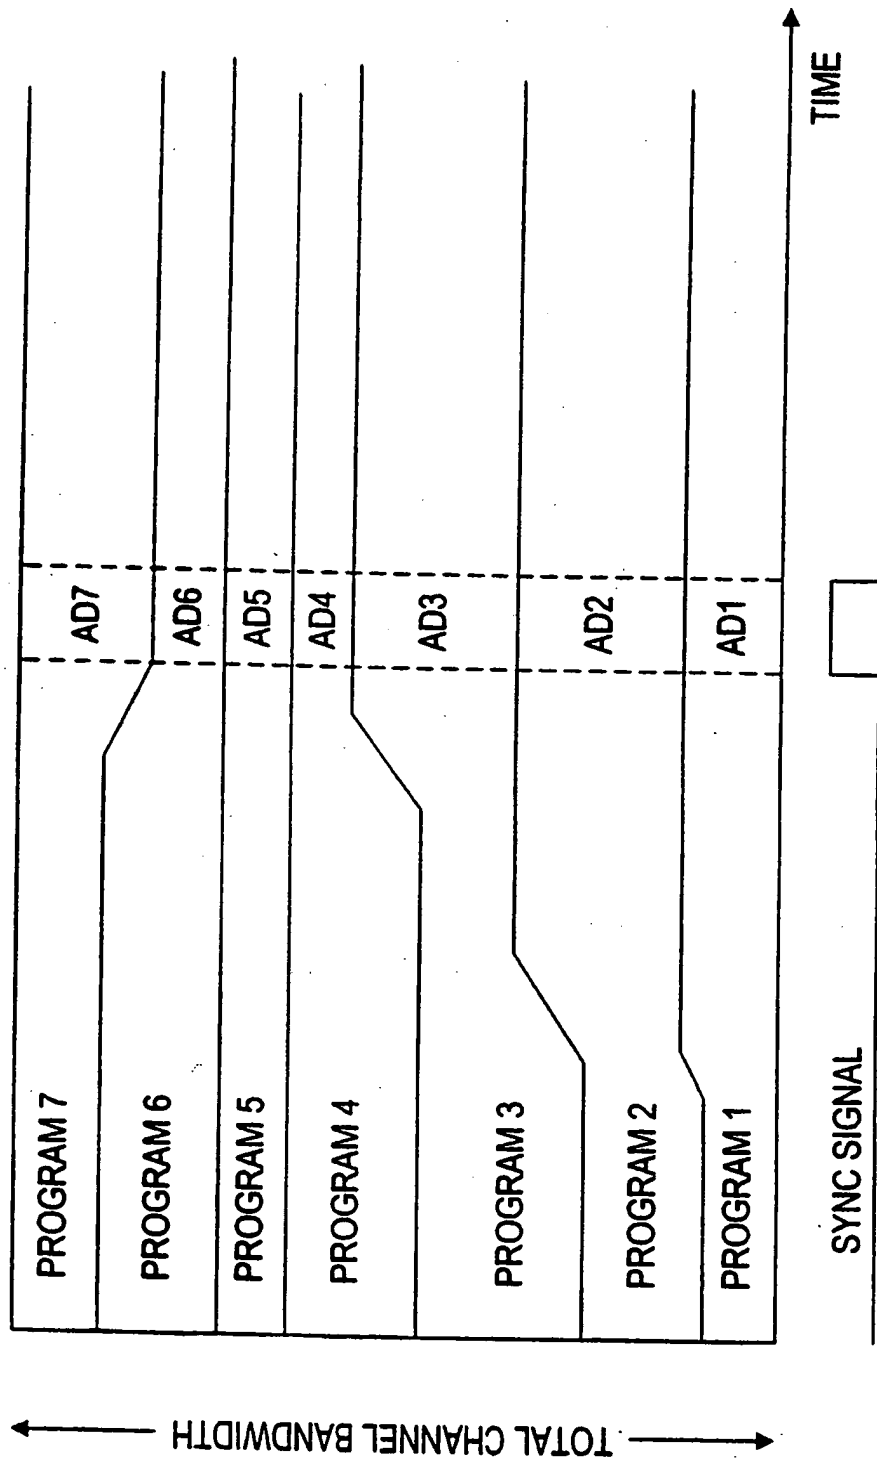 TOTAL CHANNEL BANDWIDTH
PROGRAM 7
PROGRAM 6
PROGRAM 5
PROGRAM 4
PROGRAM 3
PROGRAM 2
PROGRAM 1
AD7
AD6
AD5
AD4
AD3
AD2
AD1
TIME
SYNC SIGNAL